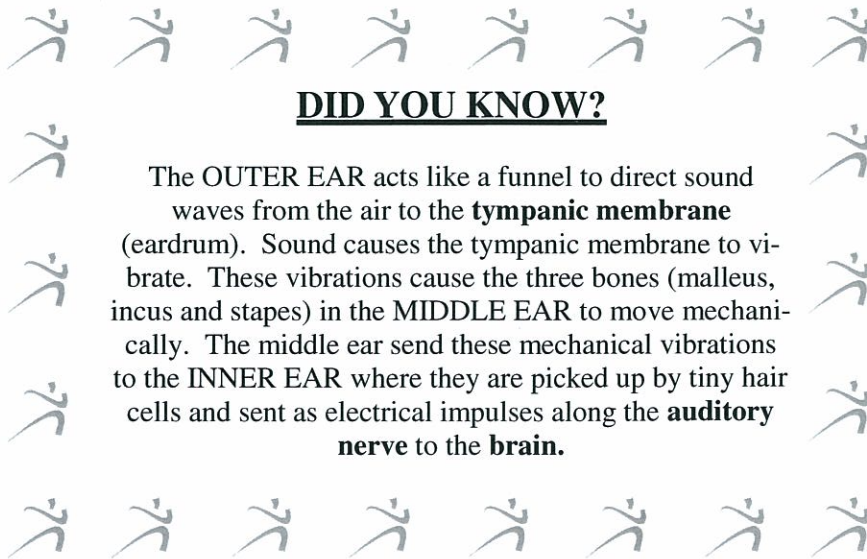 DID YOU KNOW?
The OUTER EAR acts like a funnel to direct sound
waves from the air to the tympanic membrane
(eardrum).  Sound causes the tympanic membrane to vi-
brate.  These vibrations cause the three bones (malleus,
incus and stapes) in the MIDDLE EAR to move mechani-
cally.  The middle ear send these mechanical vibrations
to the INNER EAR where they are picked up by tiny hair
cells and sent as electrical impulses along the auditory
nerve to the brain.